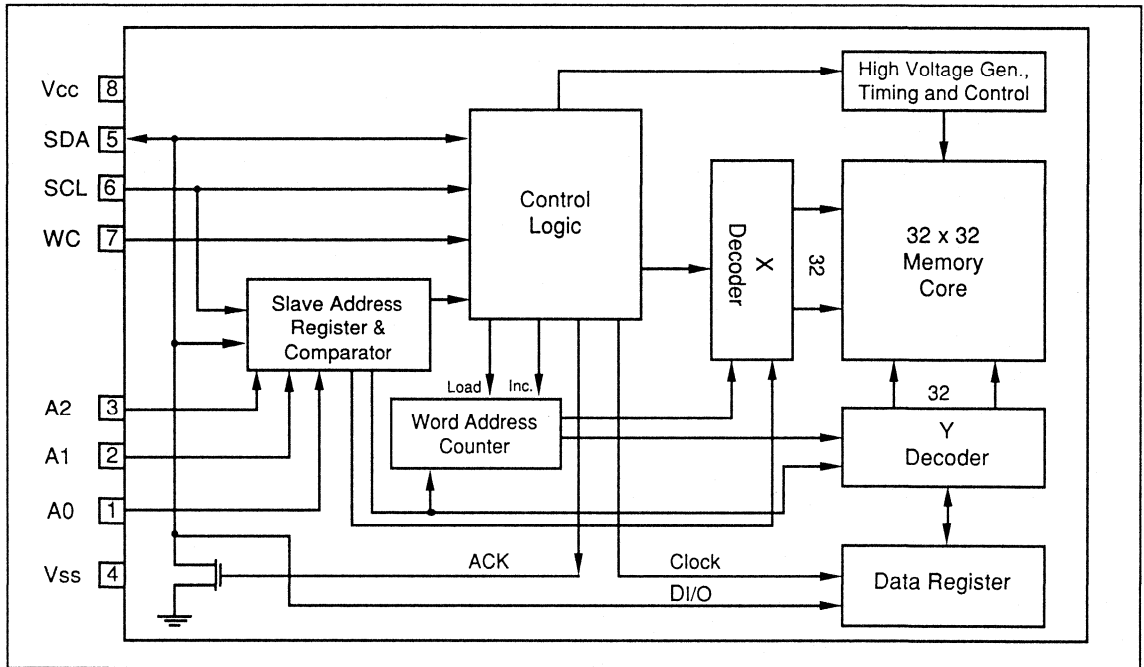 High Voltage Gen.,
Timing and Control
Vcc 8
SDA 5
SCL 6
WC 7
Control
Logic
X
Decoder
32
32 x 32
Memory
Core
Slave Address
Register &
Comparator
Load
Inc.
A2 3
A1 2
A0 1
Word Address
Counter
32
Y
Decoder
Vss 4
ACK
Clock
DI/O
Data Register